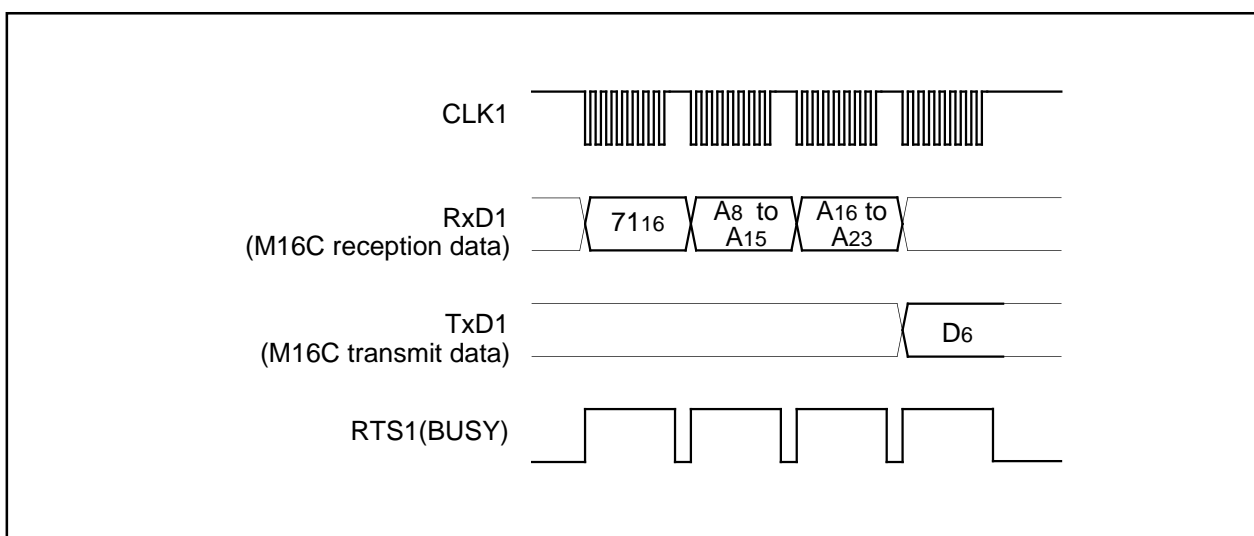 CLK1
RxD1
(M16C reception data)
7116
A8 to
A15
A16 to
A23
TxD1
(M16C transmit data)
D6
RTS1(BUSY)